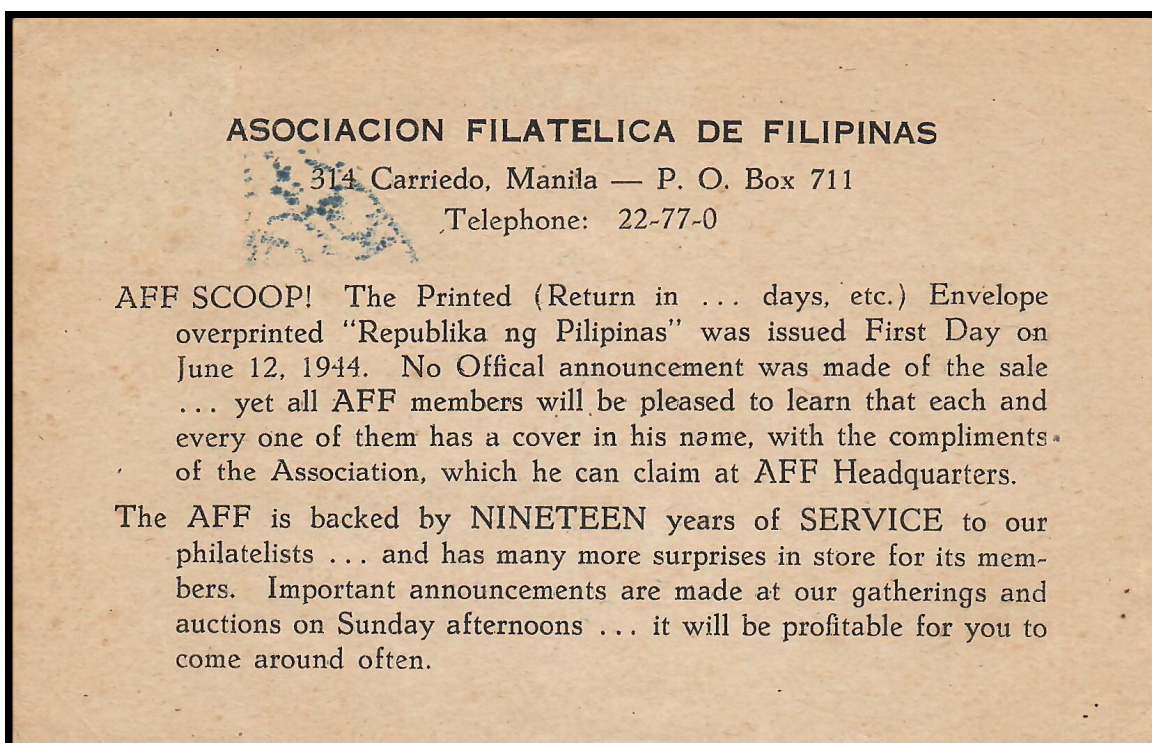 ASOCIACION FILATELICA DE FILIPINAS
314 Carriedo, Manila — P. O. Box 711
Telephone: 22-77-0
AFF SCOOP! The Printed (Return in ... days, etc.) Envelope
overprinted “Republika ng Pilipinas” was issued First Day on
June 12, 1944. No Offical announcement was made of the sale
... yet all AFF members will be pleased to learn that each and
every one of them has a cover in his name, with the compliments
of the Association, which he can claim at AFF Headquarters.
The AFF is backed by NINETEEN years of SERVICE to our
philatelists ... and has many more surprises in store for its mem-
bers. Important announcements are made at our gatherings and
auctions on Sunday afternoons ... it will be profitable for you to
come around often.